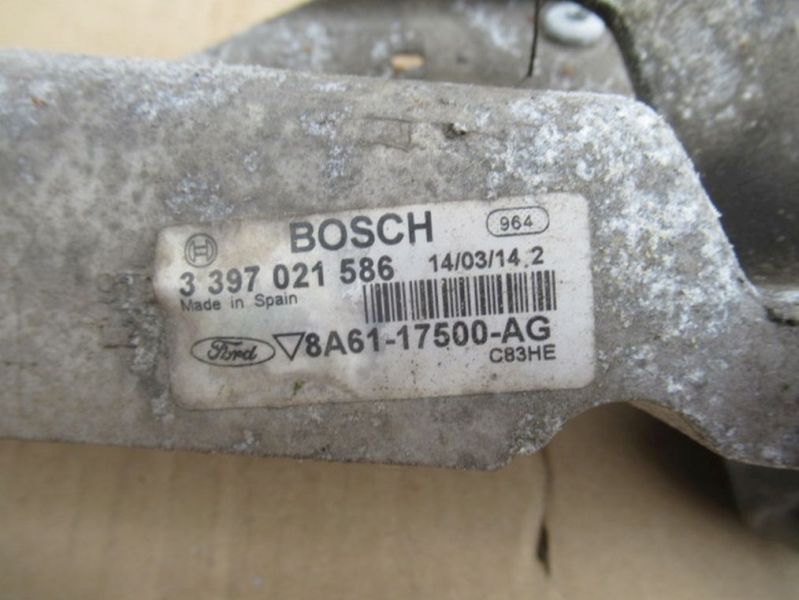 BOSCH 964
3 397 021 586 14/03/14.2
Made in Spain
Ford 8A61-17500-AG
C83HE